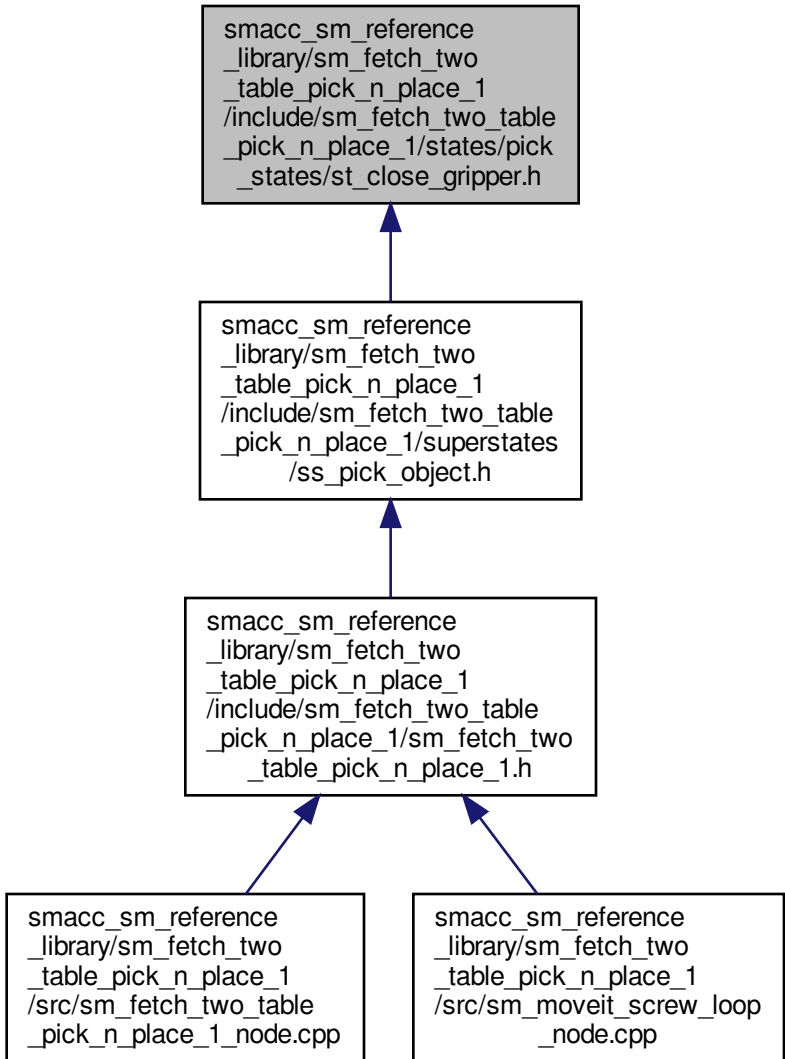 smacc_sm_reference
_library/sm_fetch_two
_table_pick_n_place_1
/include/sm_fetch_two_table
_pick_n_place_1/states/pick
_states/st_close_gripper.h
smacc_sm_reference
_library/sm_fetch_two
_table_pick_n_place_1
/include/sm_fetch_two_table
_pick_n_place_1/superstates
/ss_pick_object.h
smacc_sm_reference
_library/sm_fetch_two
_table_pick_n_place_1
/include/sm_fetch_two_table
_pick_n_place_1/sm_fetch_two
_table_pick_n_place_1.h
smacc_sm_reference
_library/sm_fetch_two
_table_pick_n_place_1
/src/sm_fetch_two_table
_pick_n_place_1_node.cpp
smacc_sm_reference
_library/sm_fetch_two
_table_pick_n_place_1
/src/sm_moveit_screw_loop
_node.cpp